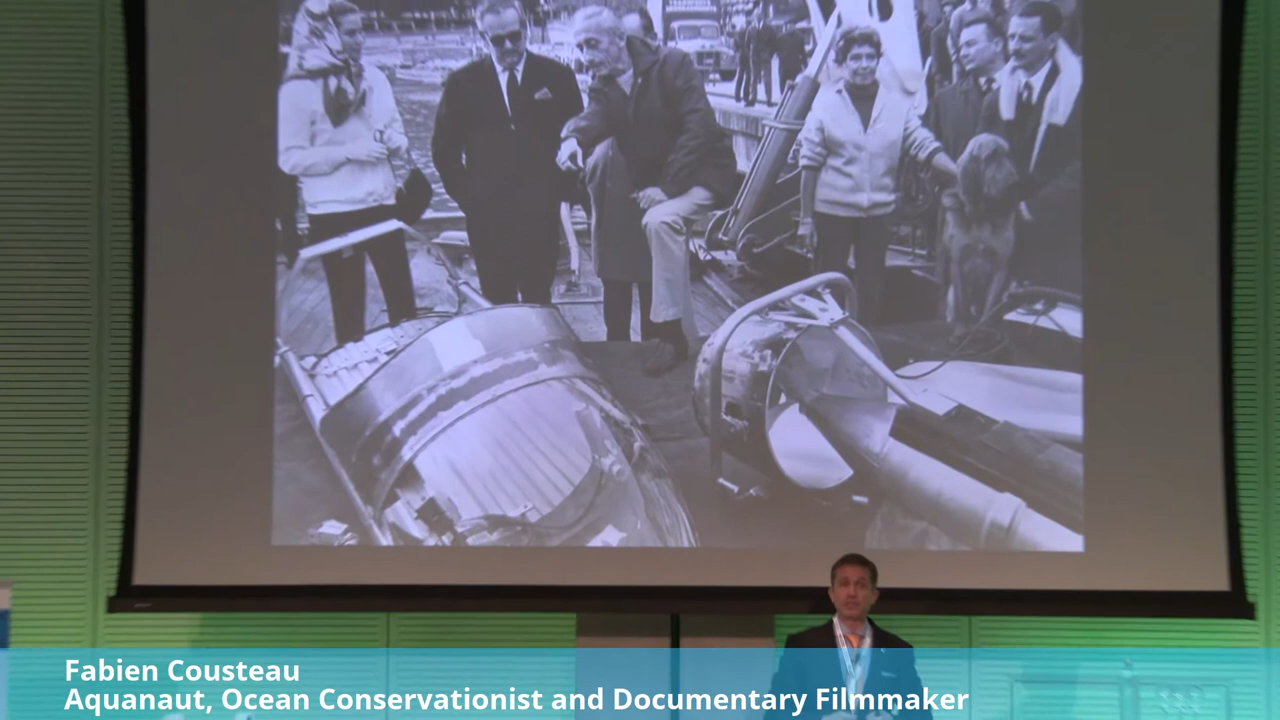 Fabien Cousteau
Aquanaut, Ocean Conservationist and Documentary Filmmaker